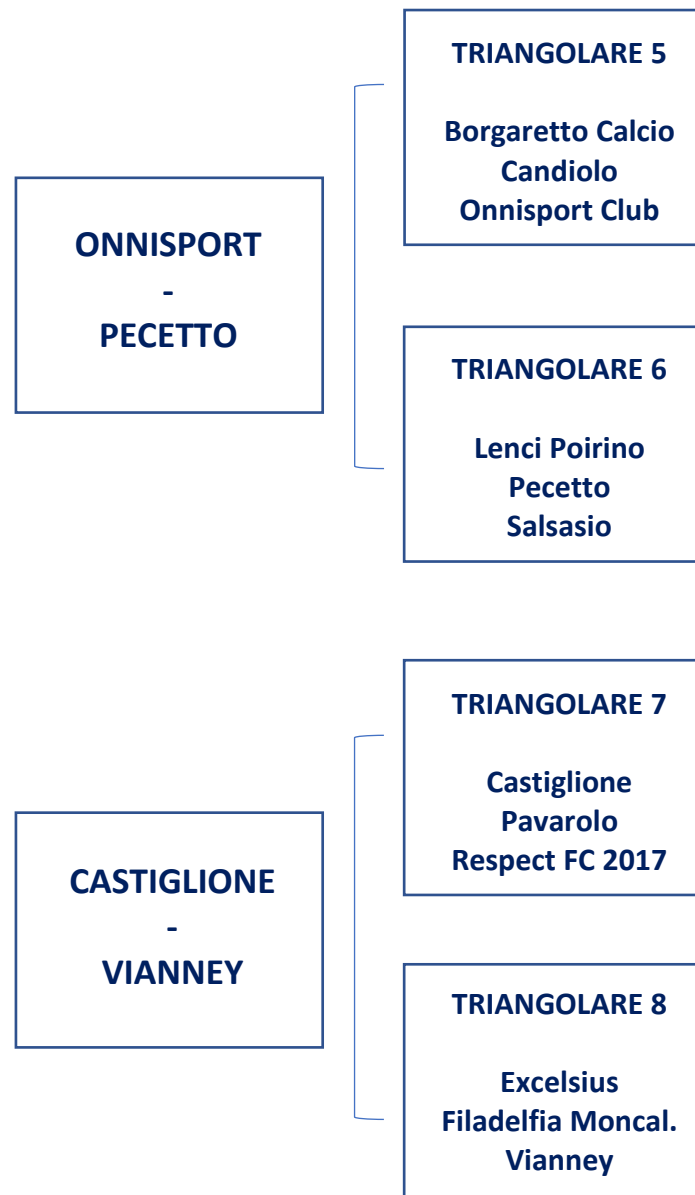 TRIANGOLARE 5
Borgaretto Calcio
Candiolo
Onnisport Club
ONNISPORT
-
PECETTO
TRIANGOLARE 6
Lenci Poirino
Pecetto
Salsasio
TRIANGOLARE 7
Castiglione
Pavarolo
Respect FC 2017
CASTIGLIONE
-
VIANNEY
TRIANGOLARE 8
Excelsius
Filadelfia Moncal.
Vianney